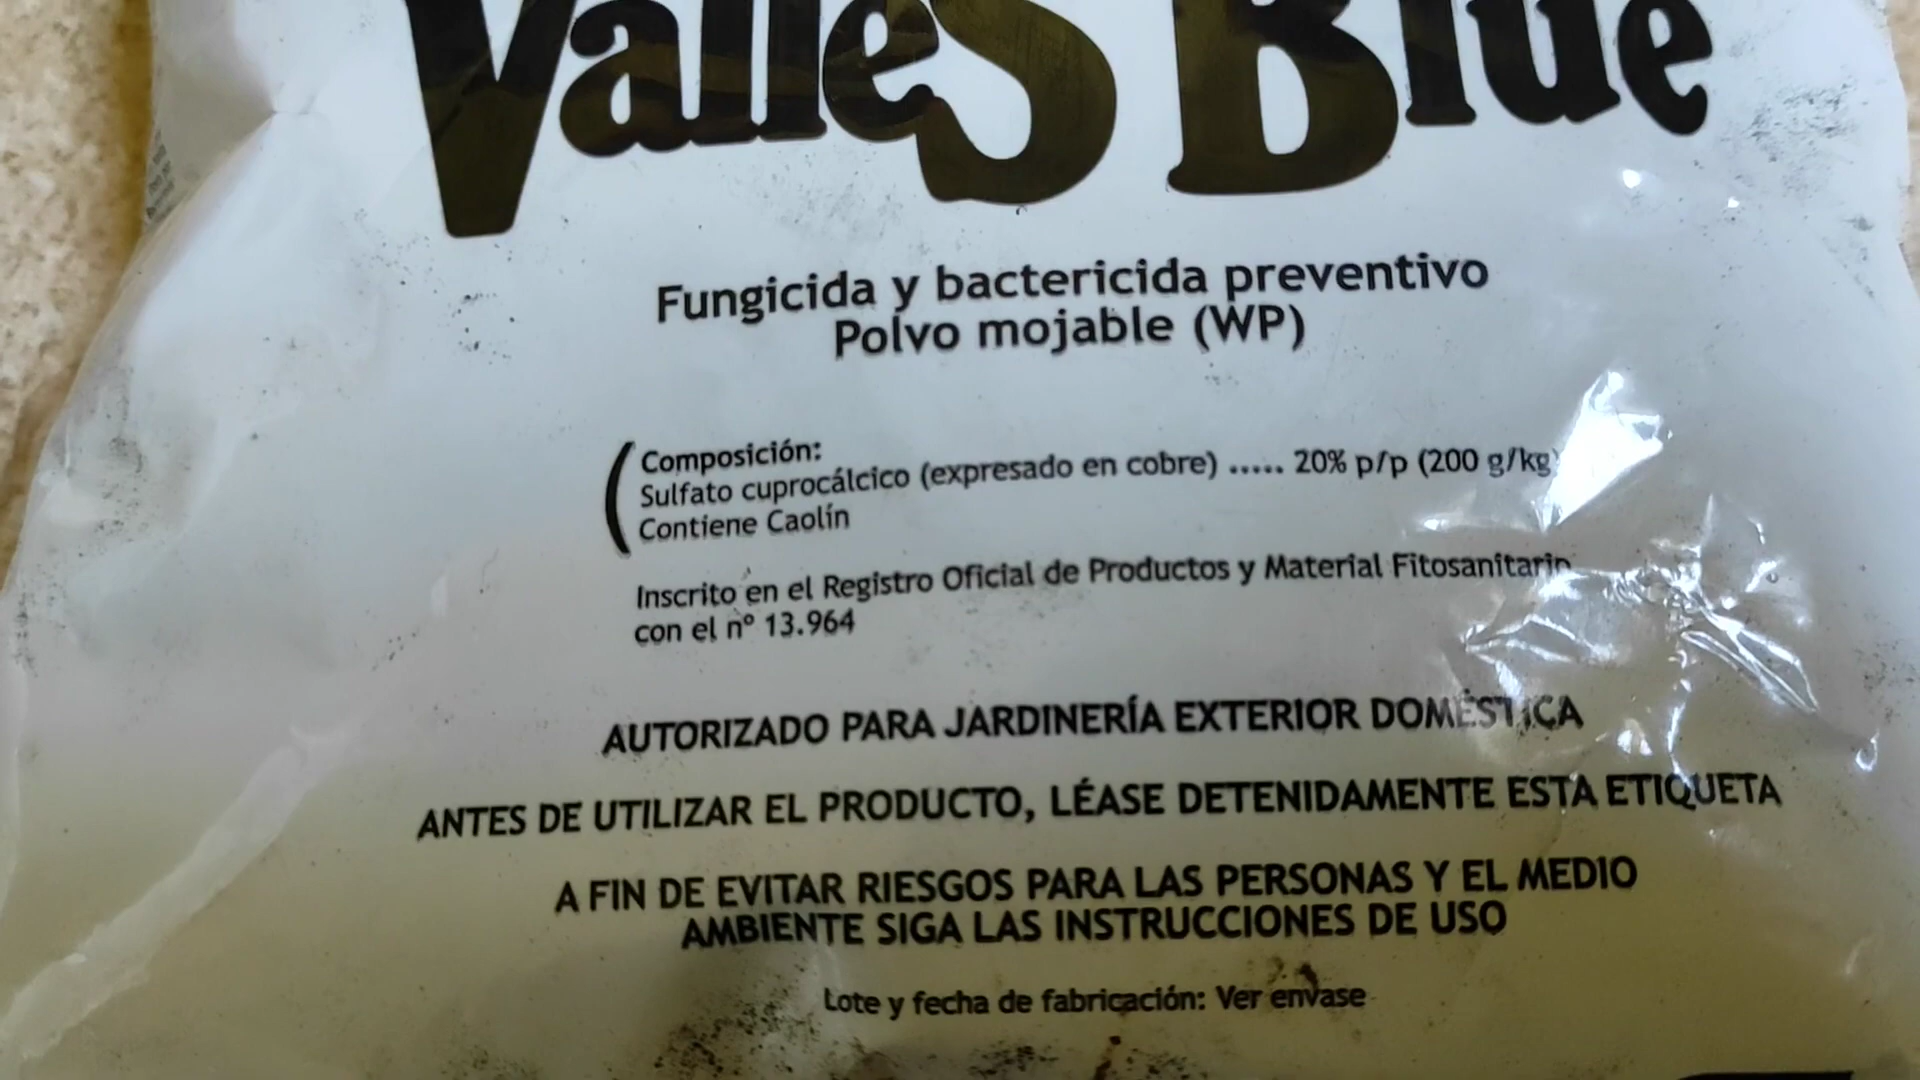 Valles Blue
Fungicida y bactericida preventivo
Polvo mojable (WP)
Composición:
Sulfato cuprocálcico (expresado en cobre) ..... 20% p/p (200 g/kg)
Contiene Caolín
Inscrito en el Registro Oficial de Productos y Material Fitosanitario
con el nº 13.964
AUTORIZADO PARA JARDINERÍA EXTERIOR DOMÉSTICA
ANTES DE UTILIZAR EL PRODUCTO, LÉASE DETENIDAMENTE ESTA ETIQUETA
A FIN DE EVITAR RIESGOS PARA LAS PERSONAS Y EL MEDIO
AMBIENTE SIGA LAS INSTRUCCIONES DE USO
Lote y fecha de fabricación: Ver envase